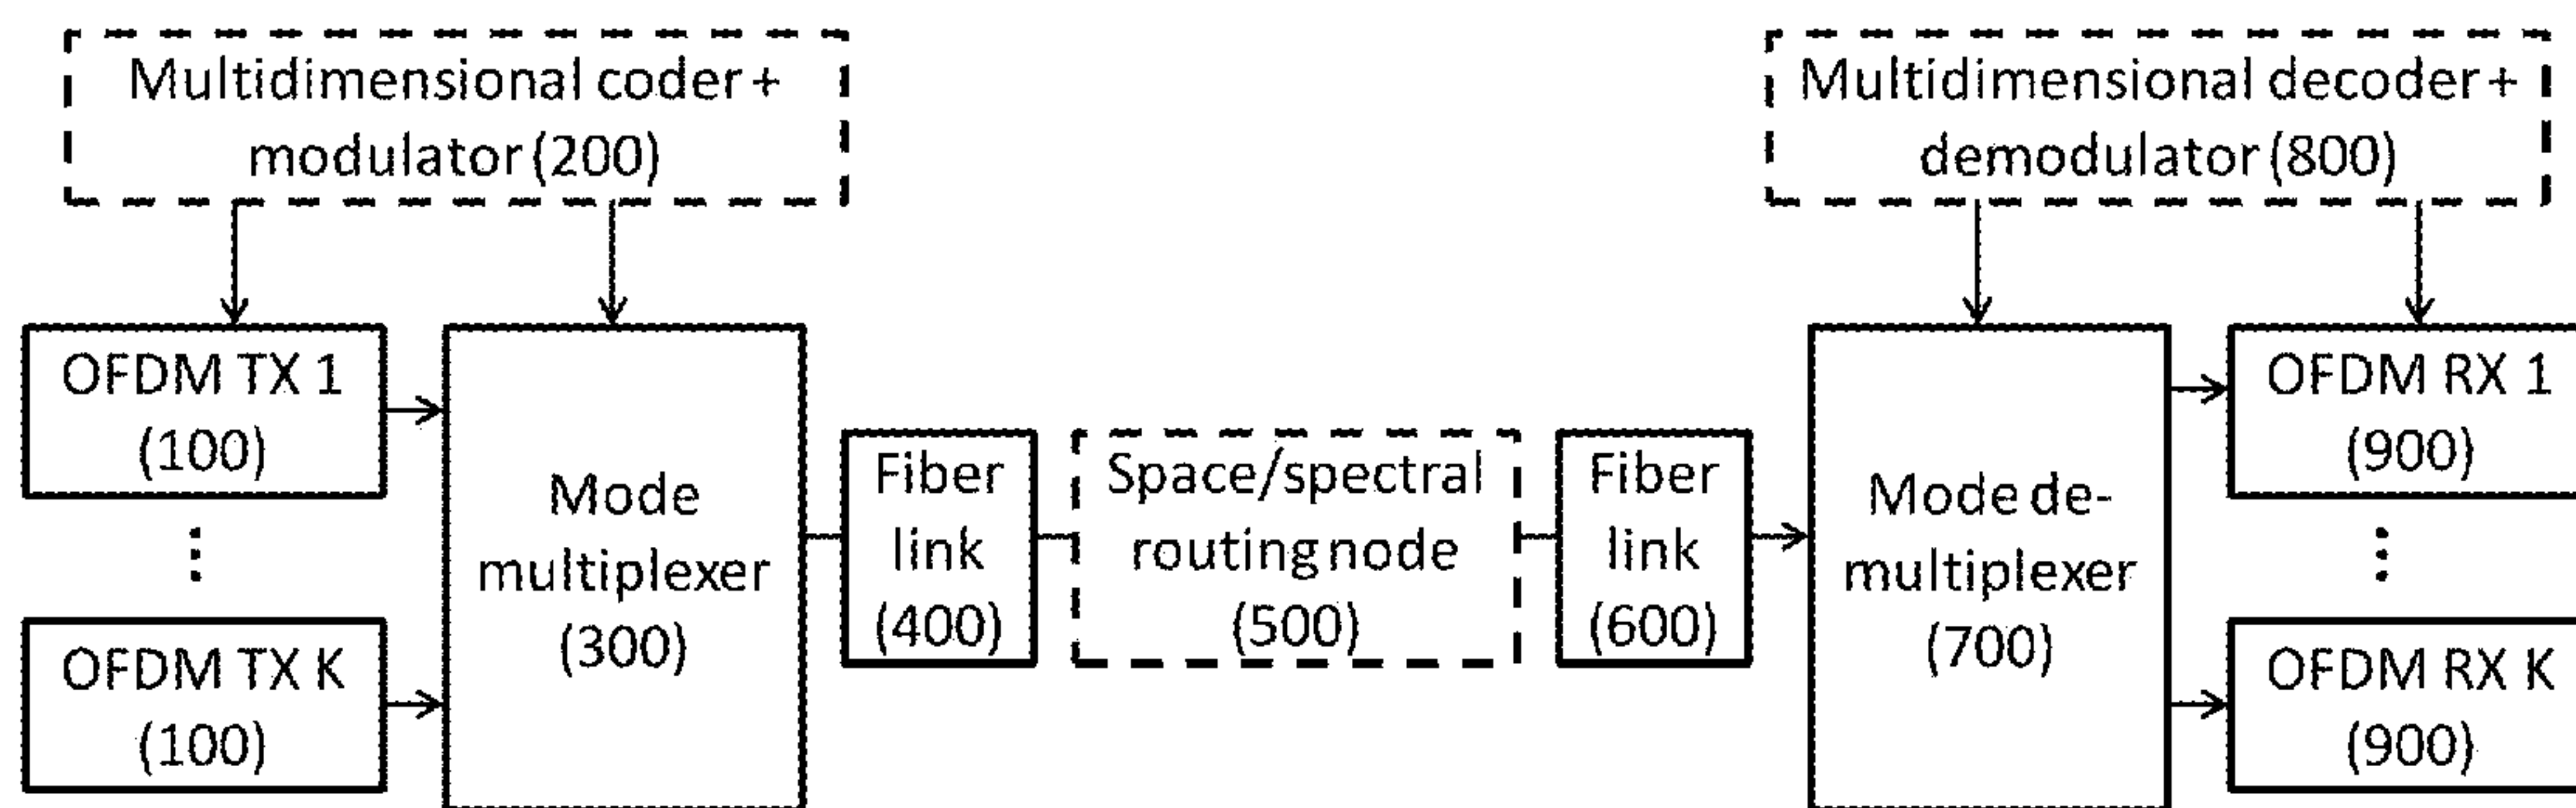 Multidimensional coder +
modulator (200)
Multidimensional decoder +
demodulator (800)
OFDM TX 1
(100)
⋮
OFDM TX K
(100)
Mode
multiplexer
(300)
Fiber
link
(400)
Space/spectral
routing node
(500)
Fiber
link
(600)
Mode de-
multiplexer
(700)
OFDM RX 1
(900)
⋮
OFDM RX K
(900)